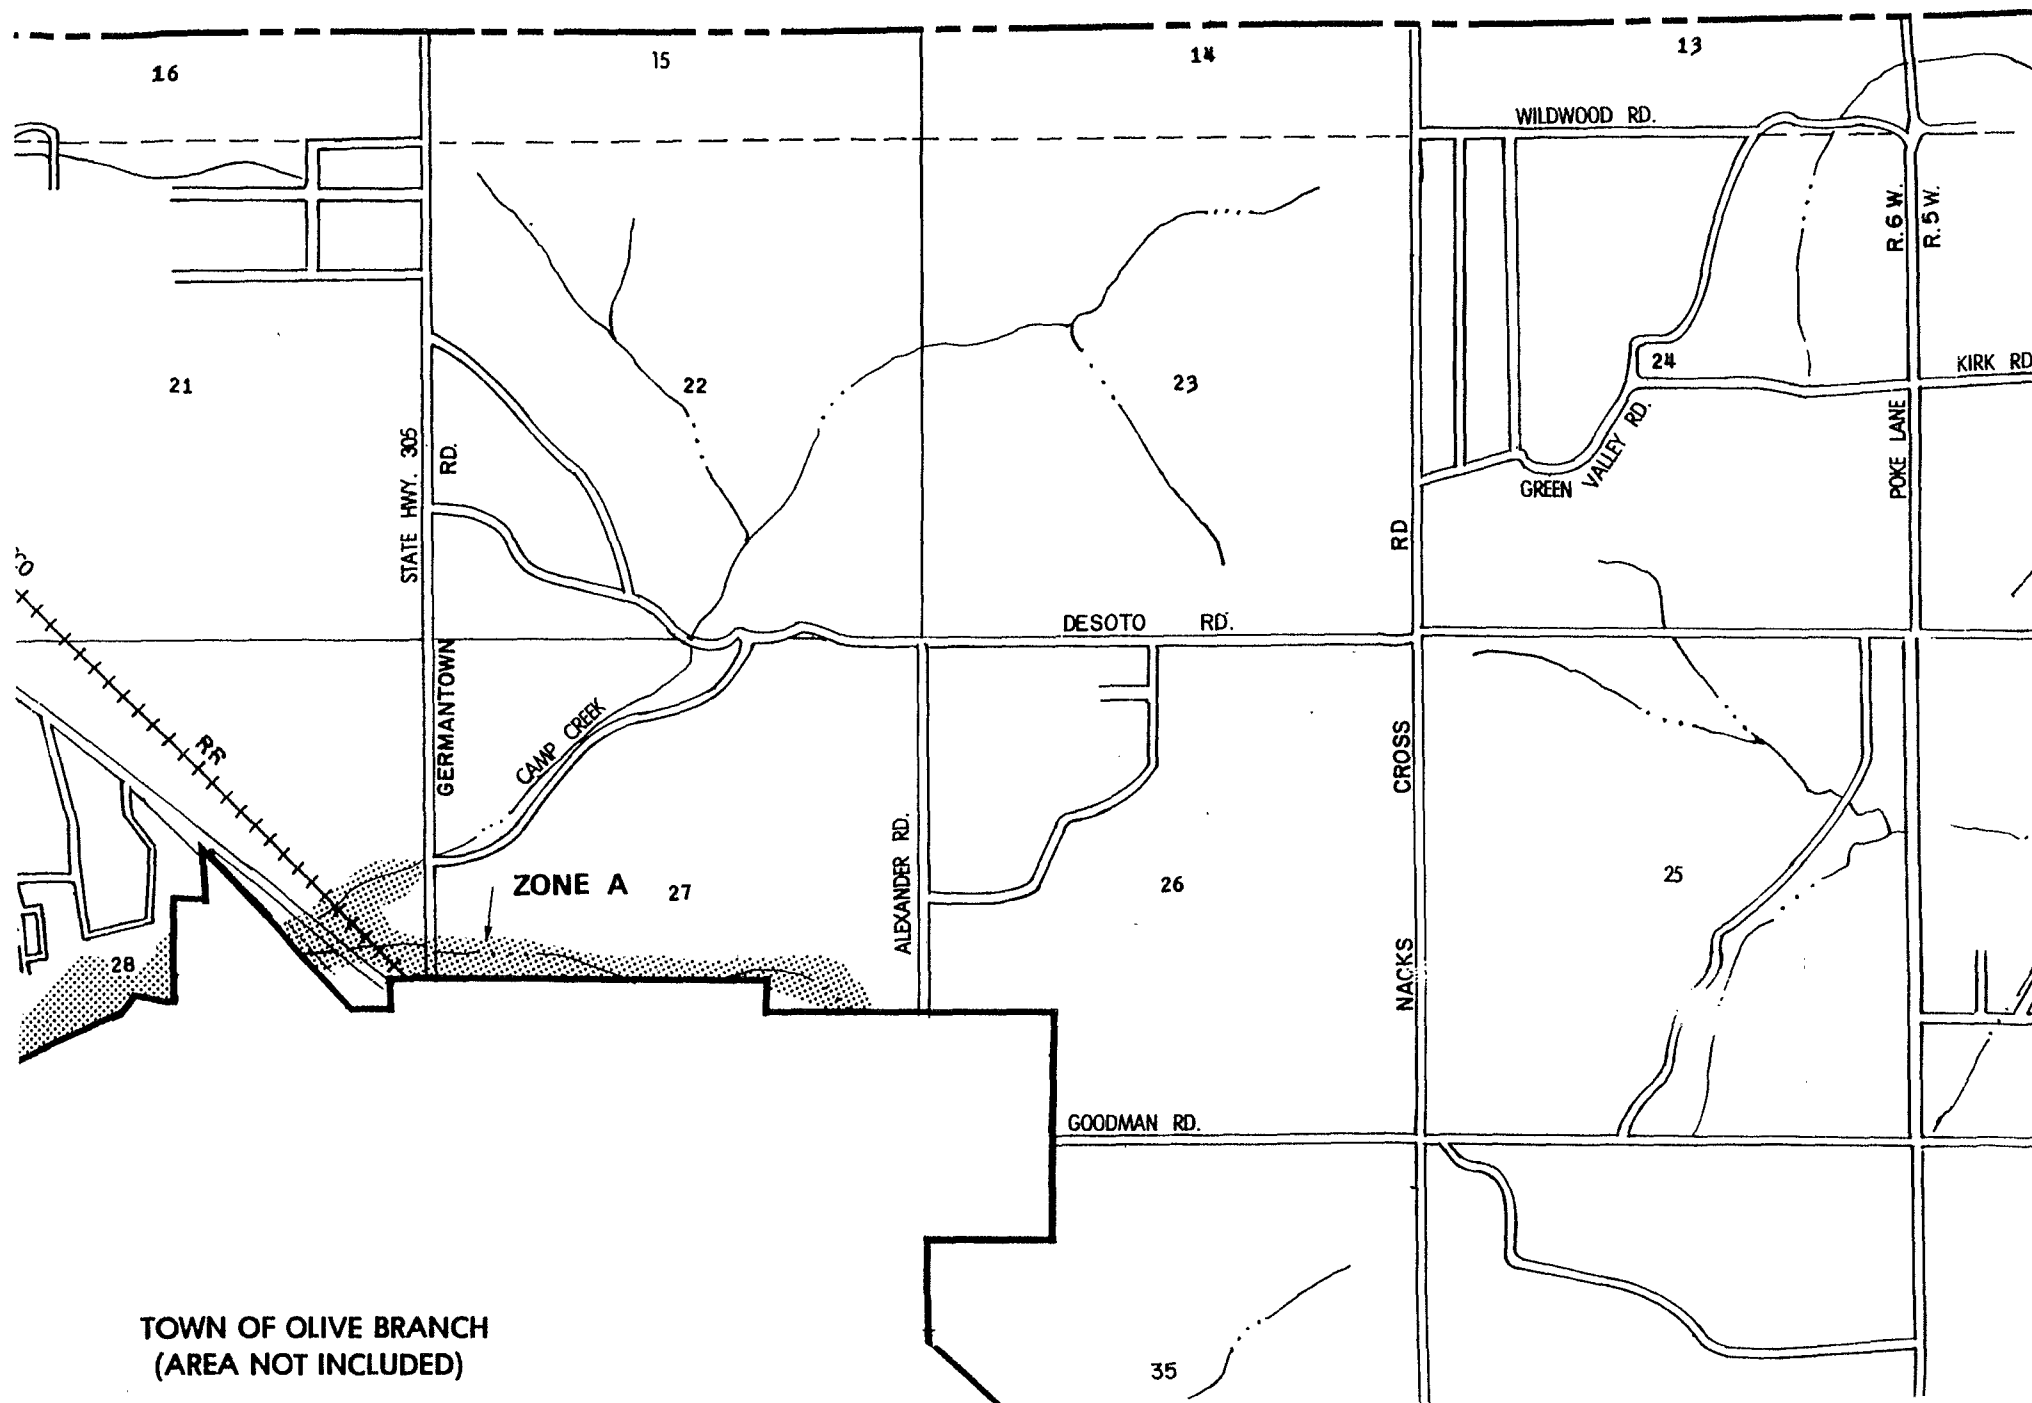 16
15
14
13
WILDWOOD RD.
R. 6 W.
R. 5 W.
21
22
23
24
KIRK RD
STATE HWY. 305
RD.
GREEN VALLEY RD.
POKE LANE
RD
DESOTO RD.
GERMANTOWN
CAMP CREEK
RR
CROSS
ALEXANDER RD.
ZONE A
27
26
25
28
NACKS
GOODMAN RD.
TOWN OF OLIVE BRANCH
(AREA NOT INCLUDED)
35